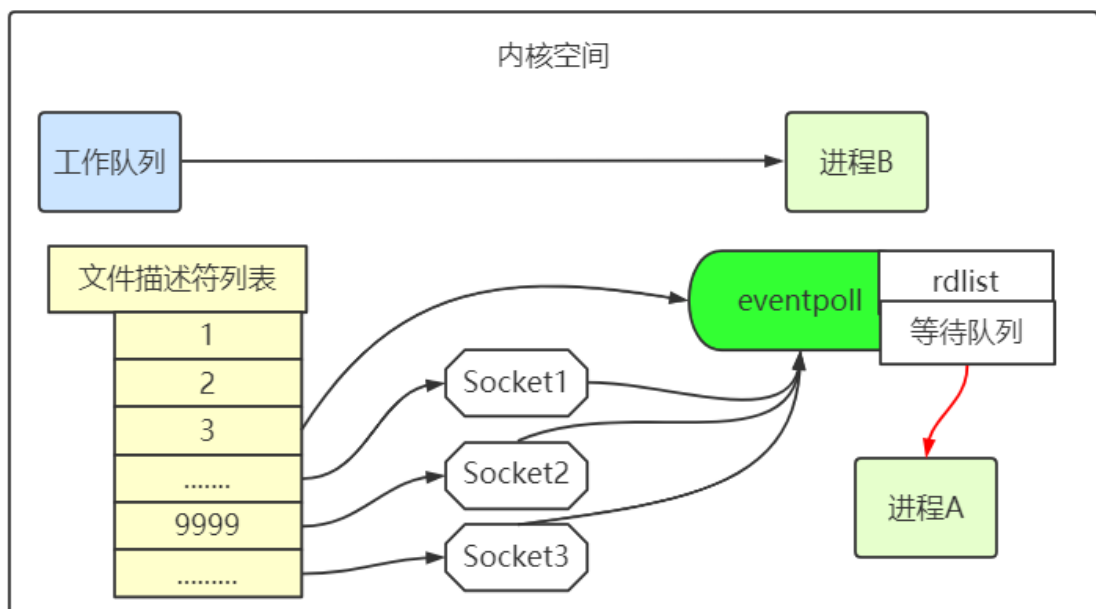 内核空间
工作队列
进程B
文件描述符列表
1
2
3
.......
9999
.........
Socket1
Socket2
Socket3
eventpoll
rdlist
等待队列
进程A